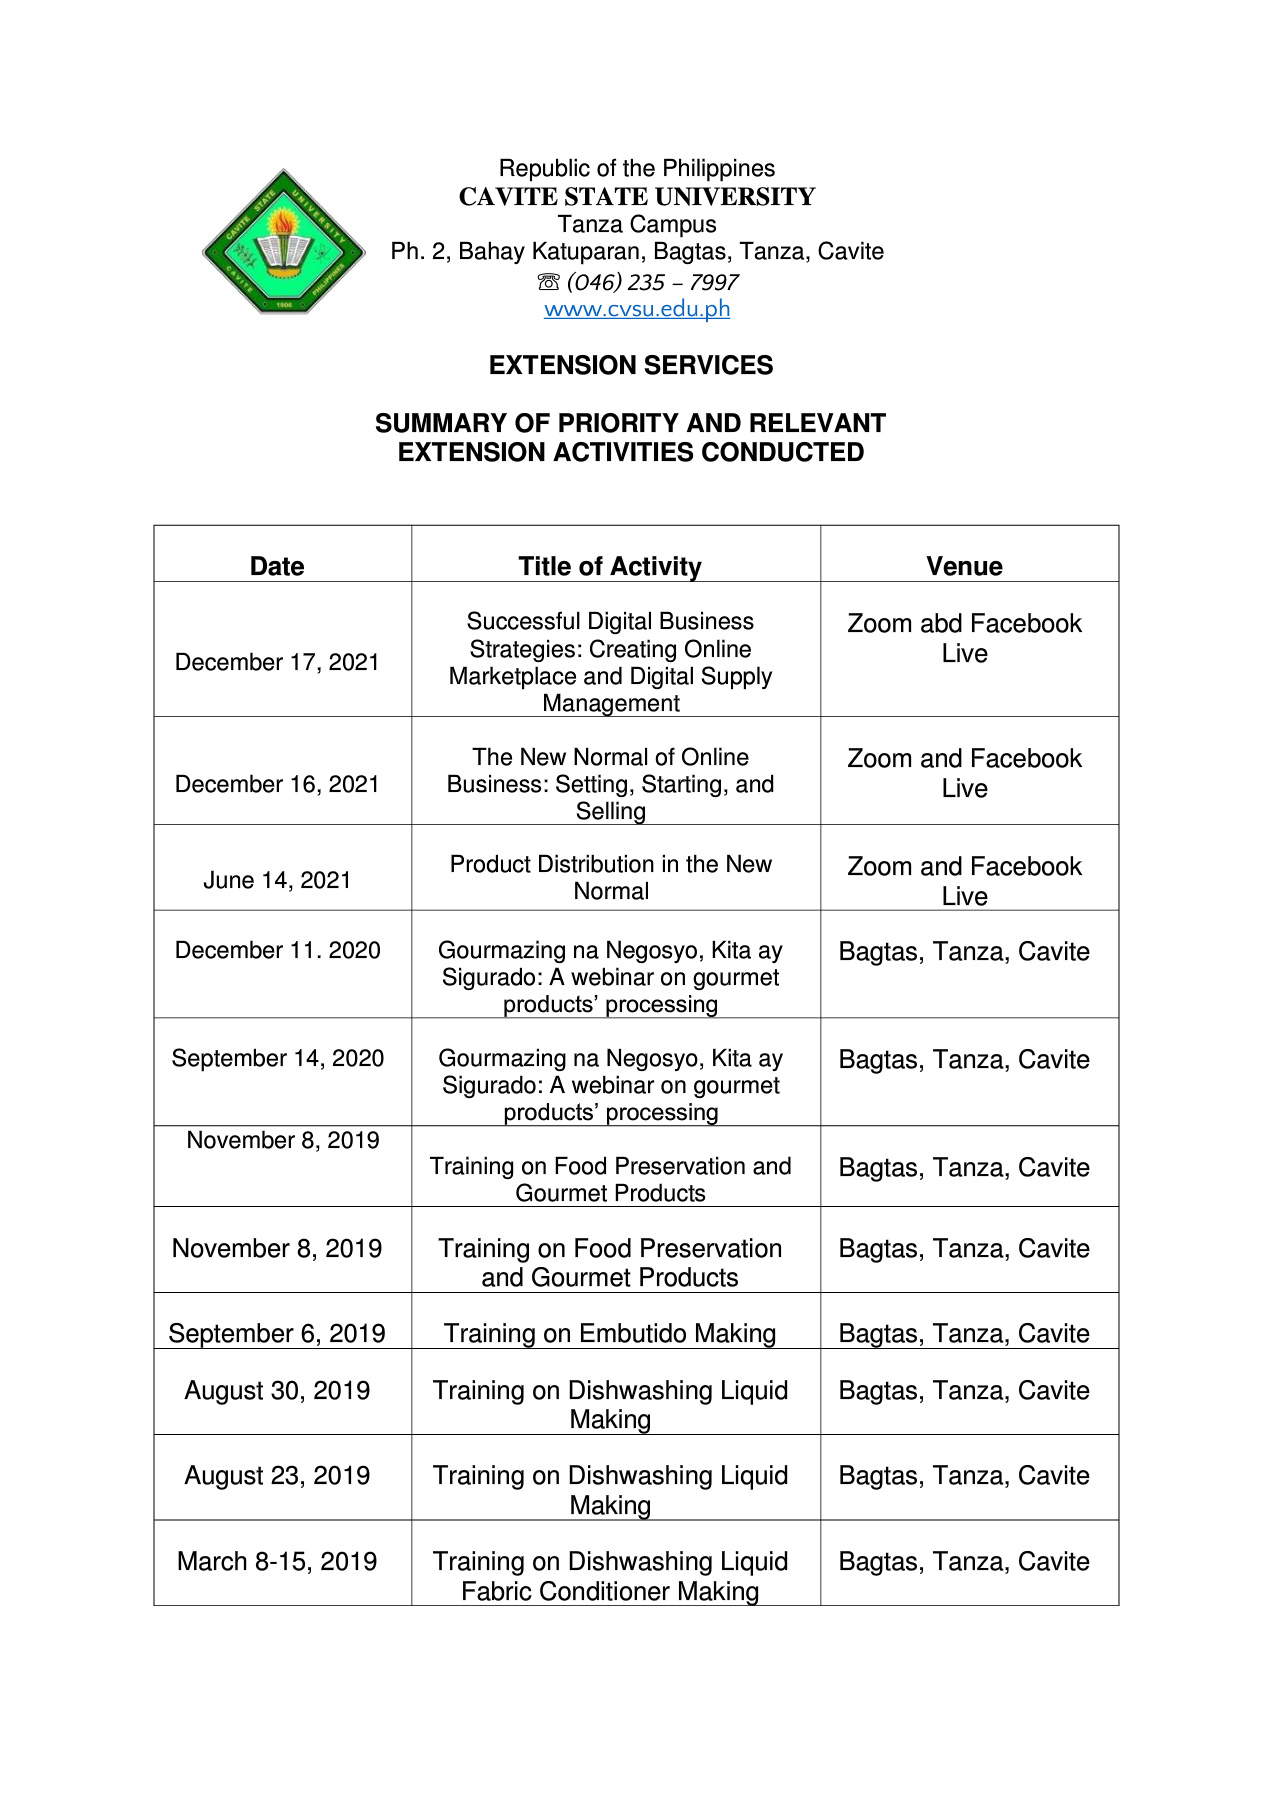 Republic of the Philippines
CAVITE STATE UNIVERSITY
Tanza Campus
Ph. 2, Bahay Katuparan, Bagtas, Tanza, Cavite
☏ (046) 235 – 7997
www.cvsu.edu.ph
CAVITE STATE UNIVERSITY
CAVITE PHILIPPINES
1906
EXTENSION SERVICES
SUMMARY OF PRIORITY AND RELEVANT
EXTENSION ACTIVITIES CONDUCTED
Date
Title of Activity
Venue
December 17, 2021
Successful Digital Business
Strategies: Creating Online
Marketplace and Digital Supply
Management
Zoom abd Facebook
Live
December 16, 2021
The New Normal of Online
Business: Setting, Starting, and
Selling
Zoom and Facebook
Live
June 14, 2021
Product Distribution in the New
Normal
Zoom and Facebook
Live
December 11. 2020
Gourmazing na Negosyo, Kita ay
Sigurado: A webinar on gourmet
products’ processing
Bagtas, Tanza, Cavite
September 14, 2020
Gourmazing na Negosyo, Kita ay
Sigurado: A webinar on gourmet
products’ processing
Bagtas, Tanza, Cavite
November 8, 2019
Training on Food Preservation and
Gourmet Products
Bagtas, Tanza, Cavite
November 8, 2019
Training on Food Preservation
and Gourmet Products
Bagtas, Tanza, Cavite
September 6, 2019
Training on Embutido Making
Bagtas, Tanza, Cavite
August 30, 2019
Training on Dishwashing Liquid
Making
Bagtas, Tanza, Cavite
August 23, 2019
Training on Dishwashing Liquid
Making
Bagtas, Tanza, Cavite
March 8-15, 2019
Training on Dishwashing Liquid
Fabric Conditioner Making
Bagtas, Tanza, Cavite